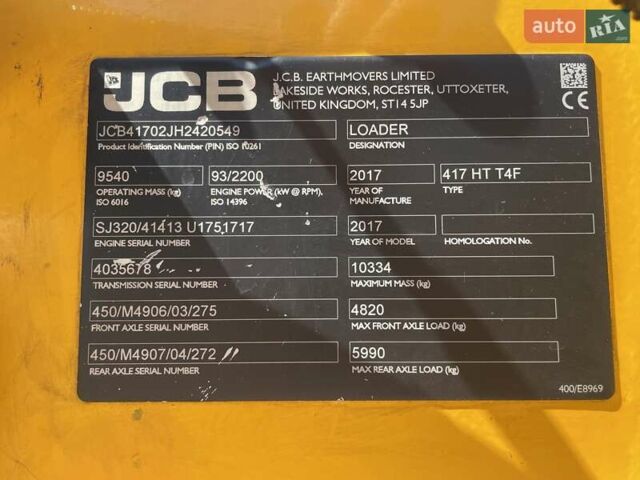 auto RIA.com
JCB
J.C.B. EARTHMOVERS LIMITED
LAKESIDE WORKS, ROCESTER, UTTOXETER,
UNITED KINGDOM, ST14 5JP
CE
JCB41702JH2420549
Product Identification Number (PIN) ISO 10261
LOADER
DESIGNATION
9540
OPERATING MASS (kg)
ISO 6016
93/2200
ENGINE POWER (kW @ RPM),
ISO 14396
2017
YEAR OF
MANUFACTURE
417 HT T4F
TYPE
SJ320/41413 U1751717
ENGINE SERIAL NUMBER
2017
YEAR OF MODEL
HOMOLOGATION No.
4035678
TRANSMISSION SERIAL NUMBER
10334
MAXIMUM MASS (kg)
450/M4906/03/275
FRONT AXLE SERIAL NUMBER
4820
MAX FRONT AXLE LOAD (kg)
450/M4907/04/272
REAR AXLE SERIAL NUMBER
5990
MAX REAR AXLE LOAD (kg)
400/E8969